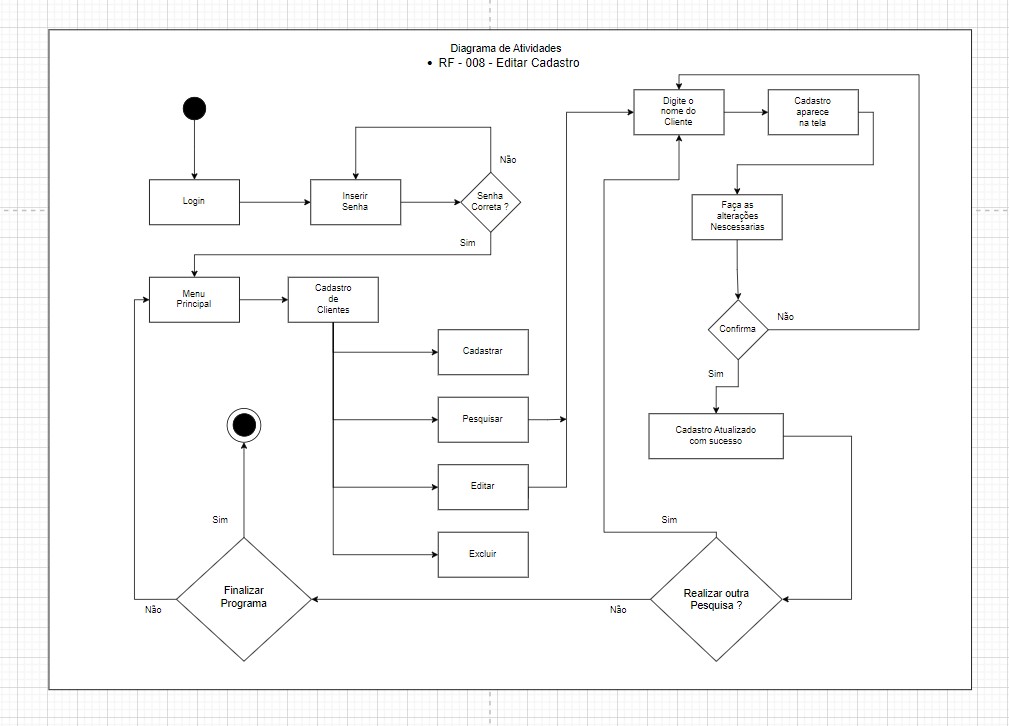 Diagrama de Atividades
• RF - 008 - Editar Cadastro
Digite o
nome do
Cliente
Cadastro
aparece
na tela
Login
Inserir
Senha
Não
Senha
Correta ?
Sim
Faça as
alterações
Nescessarias
Menu
Principal
Cadastro
de
Clientes
Confirma
Não
Sim
Cadastrar
Pesquisar
Editar
Excluir
Cadastro Atualizado
com sucesso
Sim
Sim
Finalizar
Programa
Não
Realizar outra
Pesquisa ?
Não